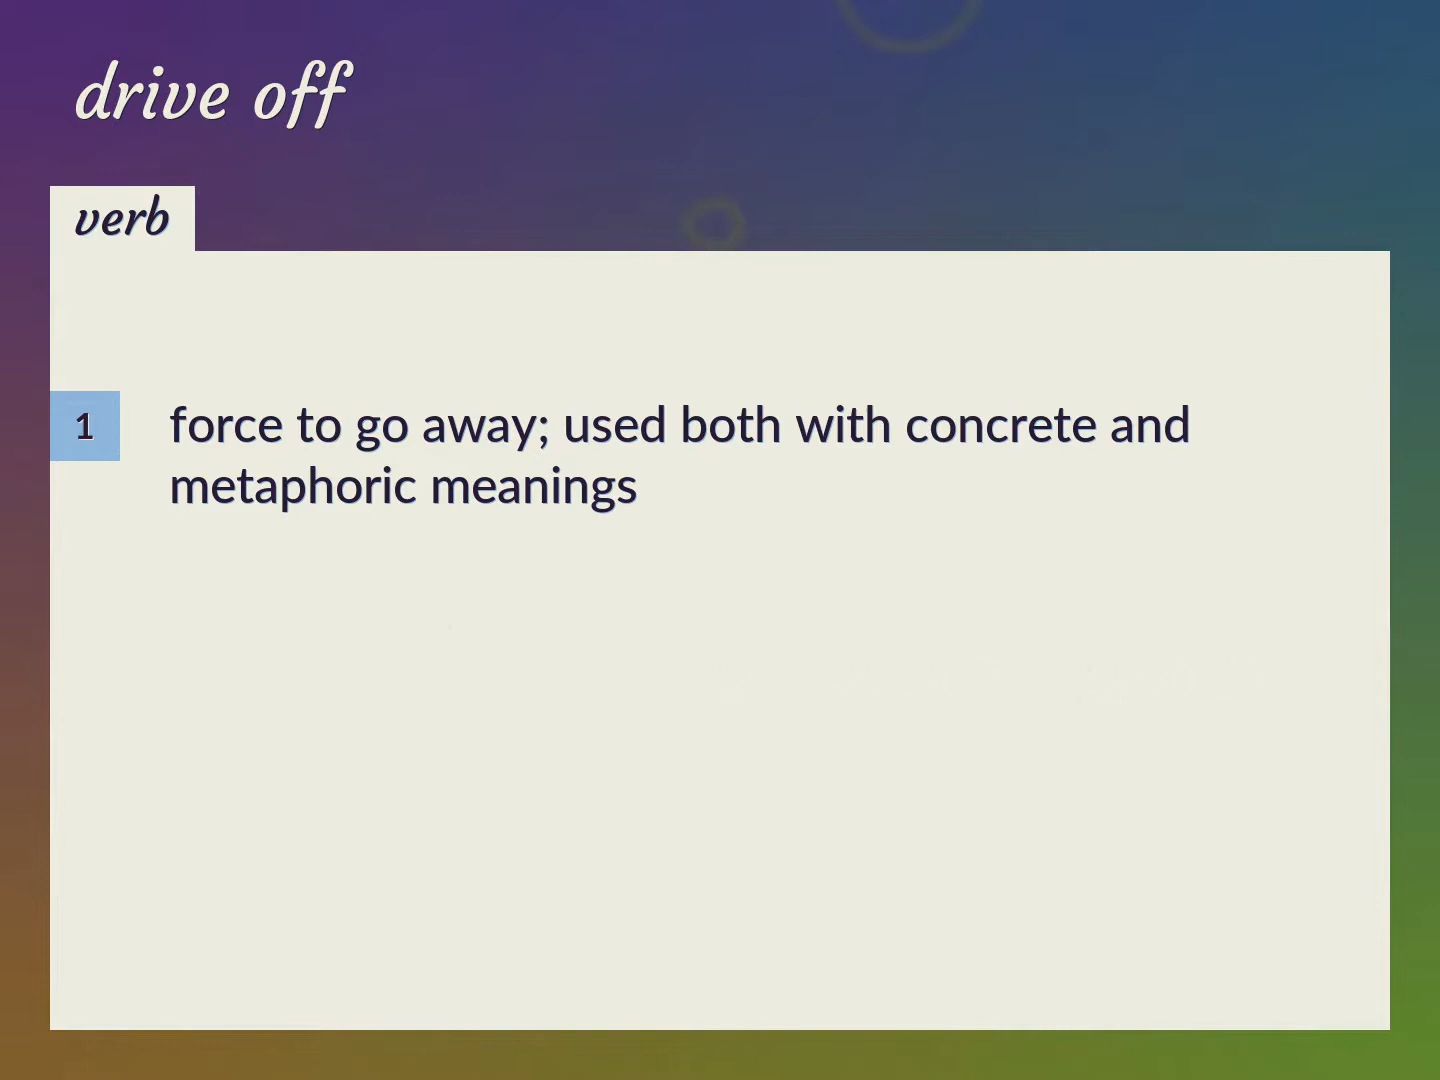 drive off
verb
1
force to go away; used both with concrete and
metaphoric meanings